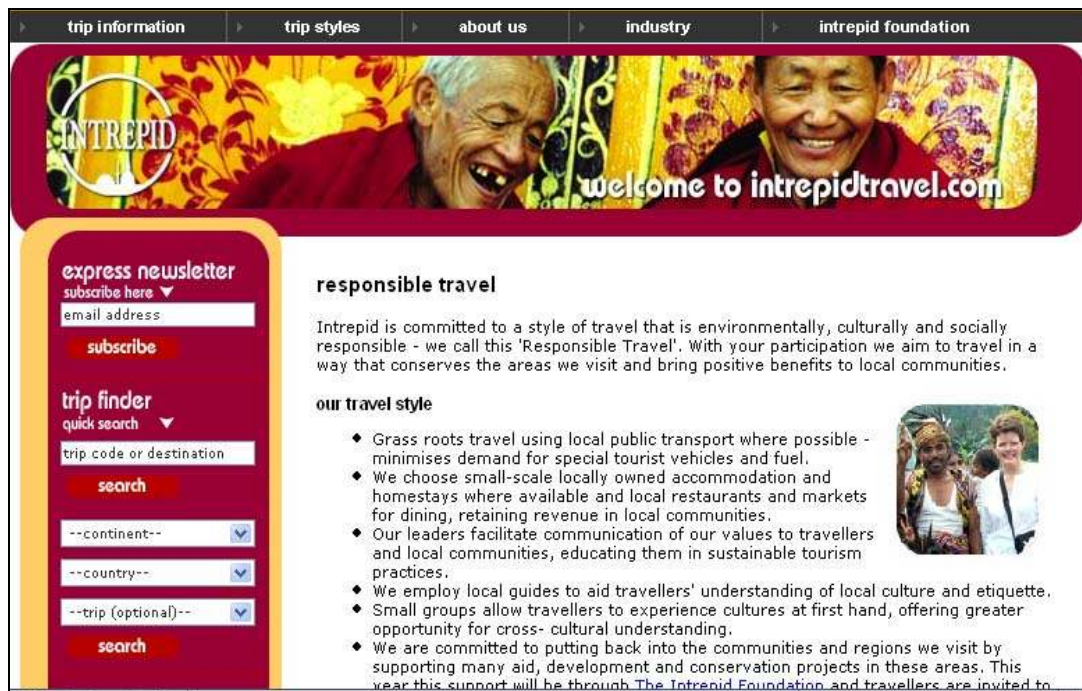 trip information
trip styles
about us
industry
intrepid foundation
INTREPID
welcome to intrepidtravel.com
express newsletter
subscribe here
email address
subscribe
trip finder
quick search
trip code or destination
search
--continent--
--country--
--trip (optional)--
search
responsible travel
Intrepid is committed to a style of travel that is environmentally, culturally and socially
responsible - we call this 'Responsible Travel'. With your participation we aim to travel in a
way that conserves the areas we visit and bring positive benefits to local communities.
our travel style
Grass roots travel using local public transport where possible -
minimises demand for special tourist vehicles and fuel.
We choose small-scale locally owned accommodation and
homestays where available and local restaurants and markets
for dining, retaining revenue in local communities.
Our leaders facilitate communication of our values to travellers
and local communities, educating them in sustainable tourism
practices.
We employ local guides to aid travellers' understanding of local culture and etiquette.
Small groups allow travellers to experience cultures at first hand, offering greater
opportunity for cross- cultural understanding.
We are committed to putting back into the communities and regions we visit by
supporting many aid, development and conservation projects in these areas. This
year this support will be through The Intrepid Foundation and travellers are invited to